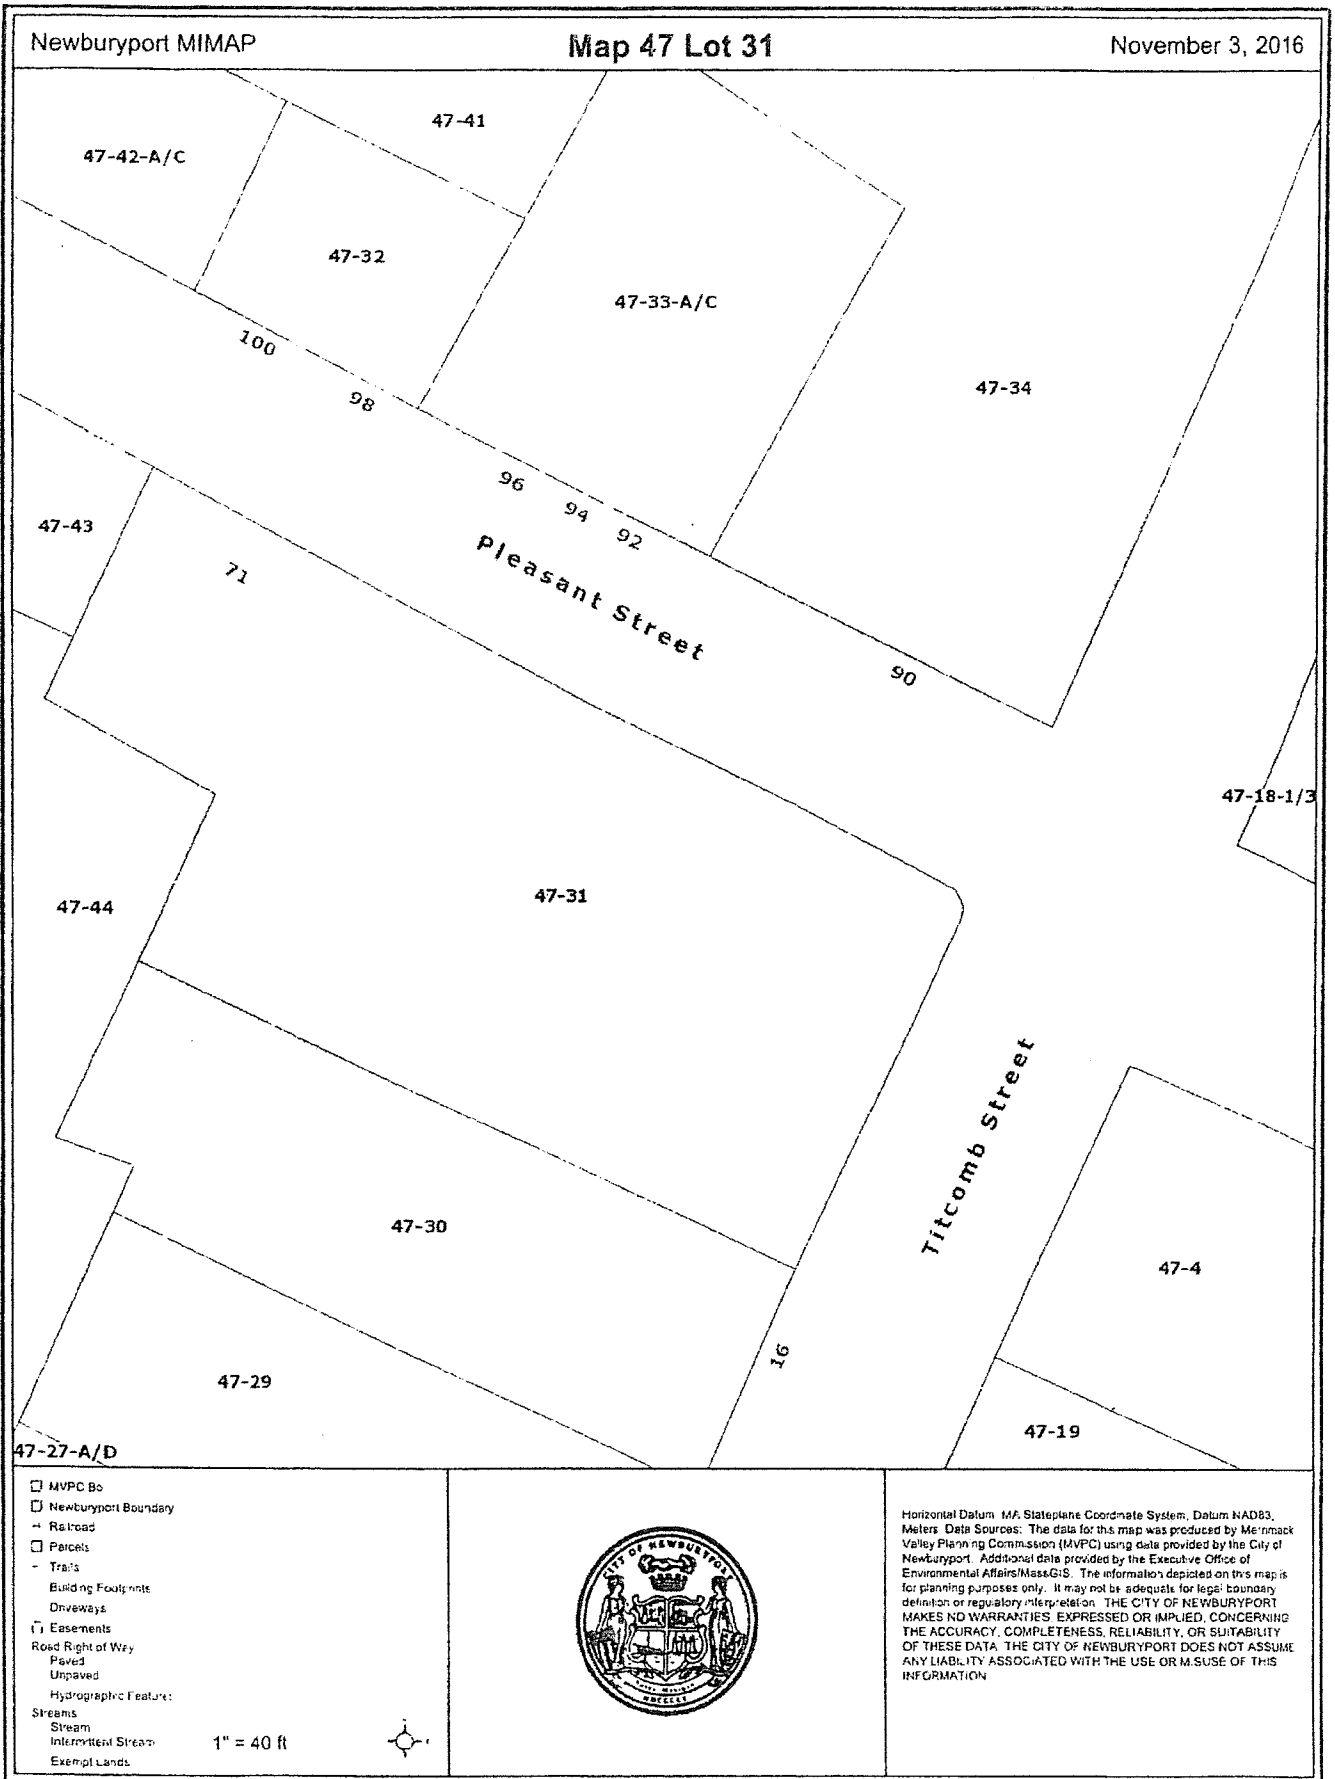 Newburyport MIMAP
Map 47 Lot 31
November 3, 2016
47-41
47-42-A/C
47-32
47-33-A/C
47-34
100
98
96
94
92
47-43
71
Pleasant Street
90
47-18-1/3
47-31
47-44
Titcomb Street
47-30
47-4
16
47-29
47-19
47-27-A/D
MVPC Bo
Newburyport Boundary
Railroad
Parcels
Trails
Building Footprints
Driveways
Easements
Road Right of Way
Paved
Unpaved
Hydrographic Features
Streams
Stream
Intermittent Stream
Exempt Lands
1" = 40 ft
CITY OF NEWBURYPORT
Horizontal Datum MA Stateplane Coordinate System, Datum NAD83,
Meters Data Sources: The data for this map was produced by Merrimack
Valley Planning Commission (MVPC) using data provided by the City of
Newburyport. Additional data provided by the Executive Office of
Environmental Affairs/MassGIS. The information depicted on this map is
for planning purposes only. It may not be adequate for legal boundary
definition or regulatory interpretation. THE CITY OF NEWBURYPORT
MAKES NO WARRANTIES, EXPRESSED OR IMPLIED, CONCERNING
THE ACCURACY, COMPLETENESS, RELIABILITY, OR SUITABILITY
OF THESE DATA. THE CITY OF NEWBURYPORT DOES NOT ASSUME
ANY LIABILITY ASSOCIATED WITH THE USE OR MISUSE OF THIS
INFORMATION